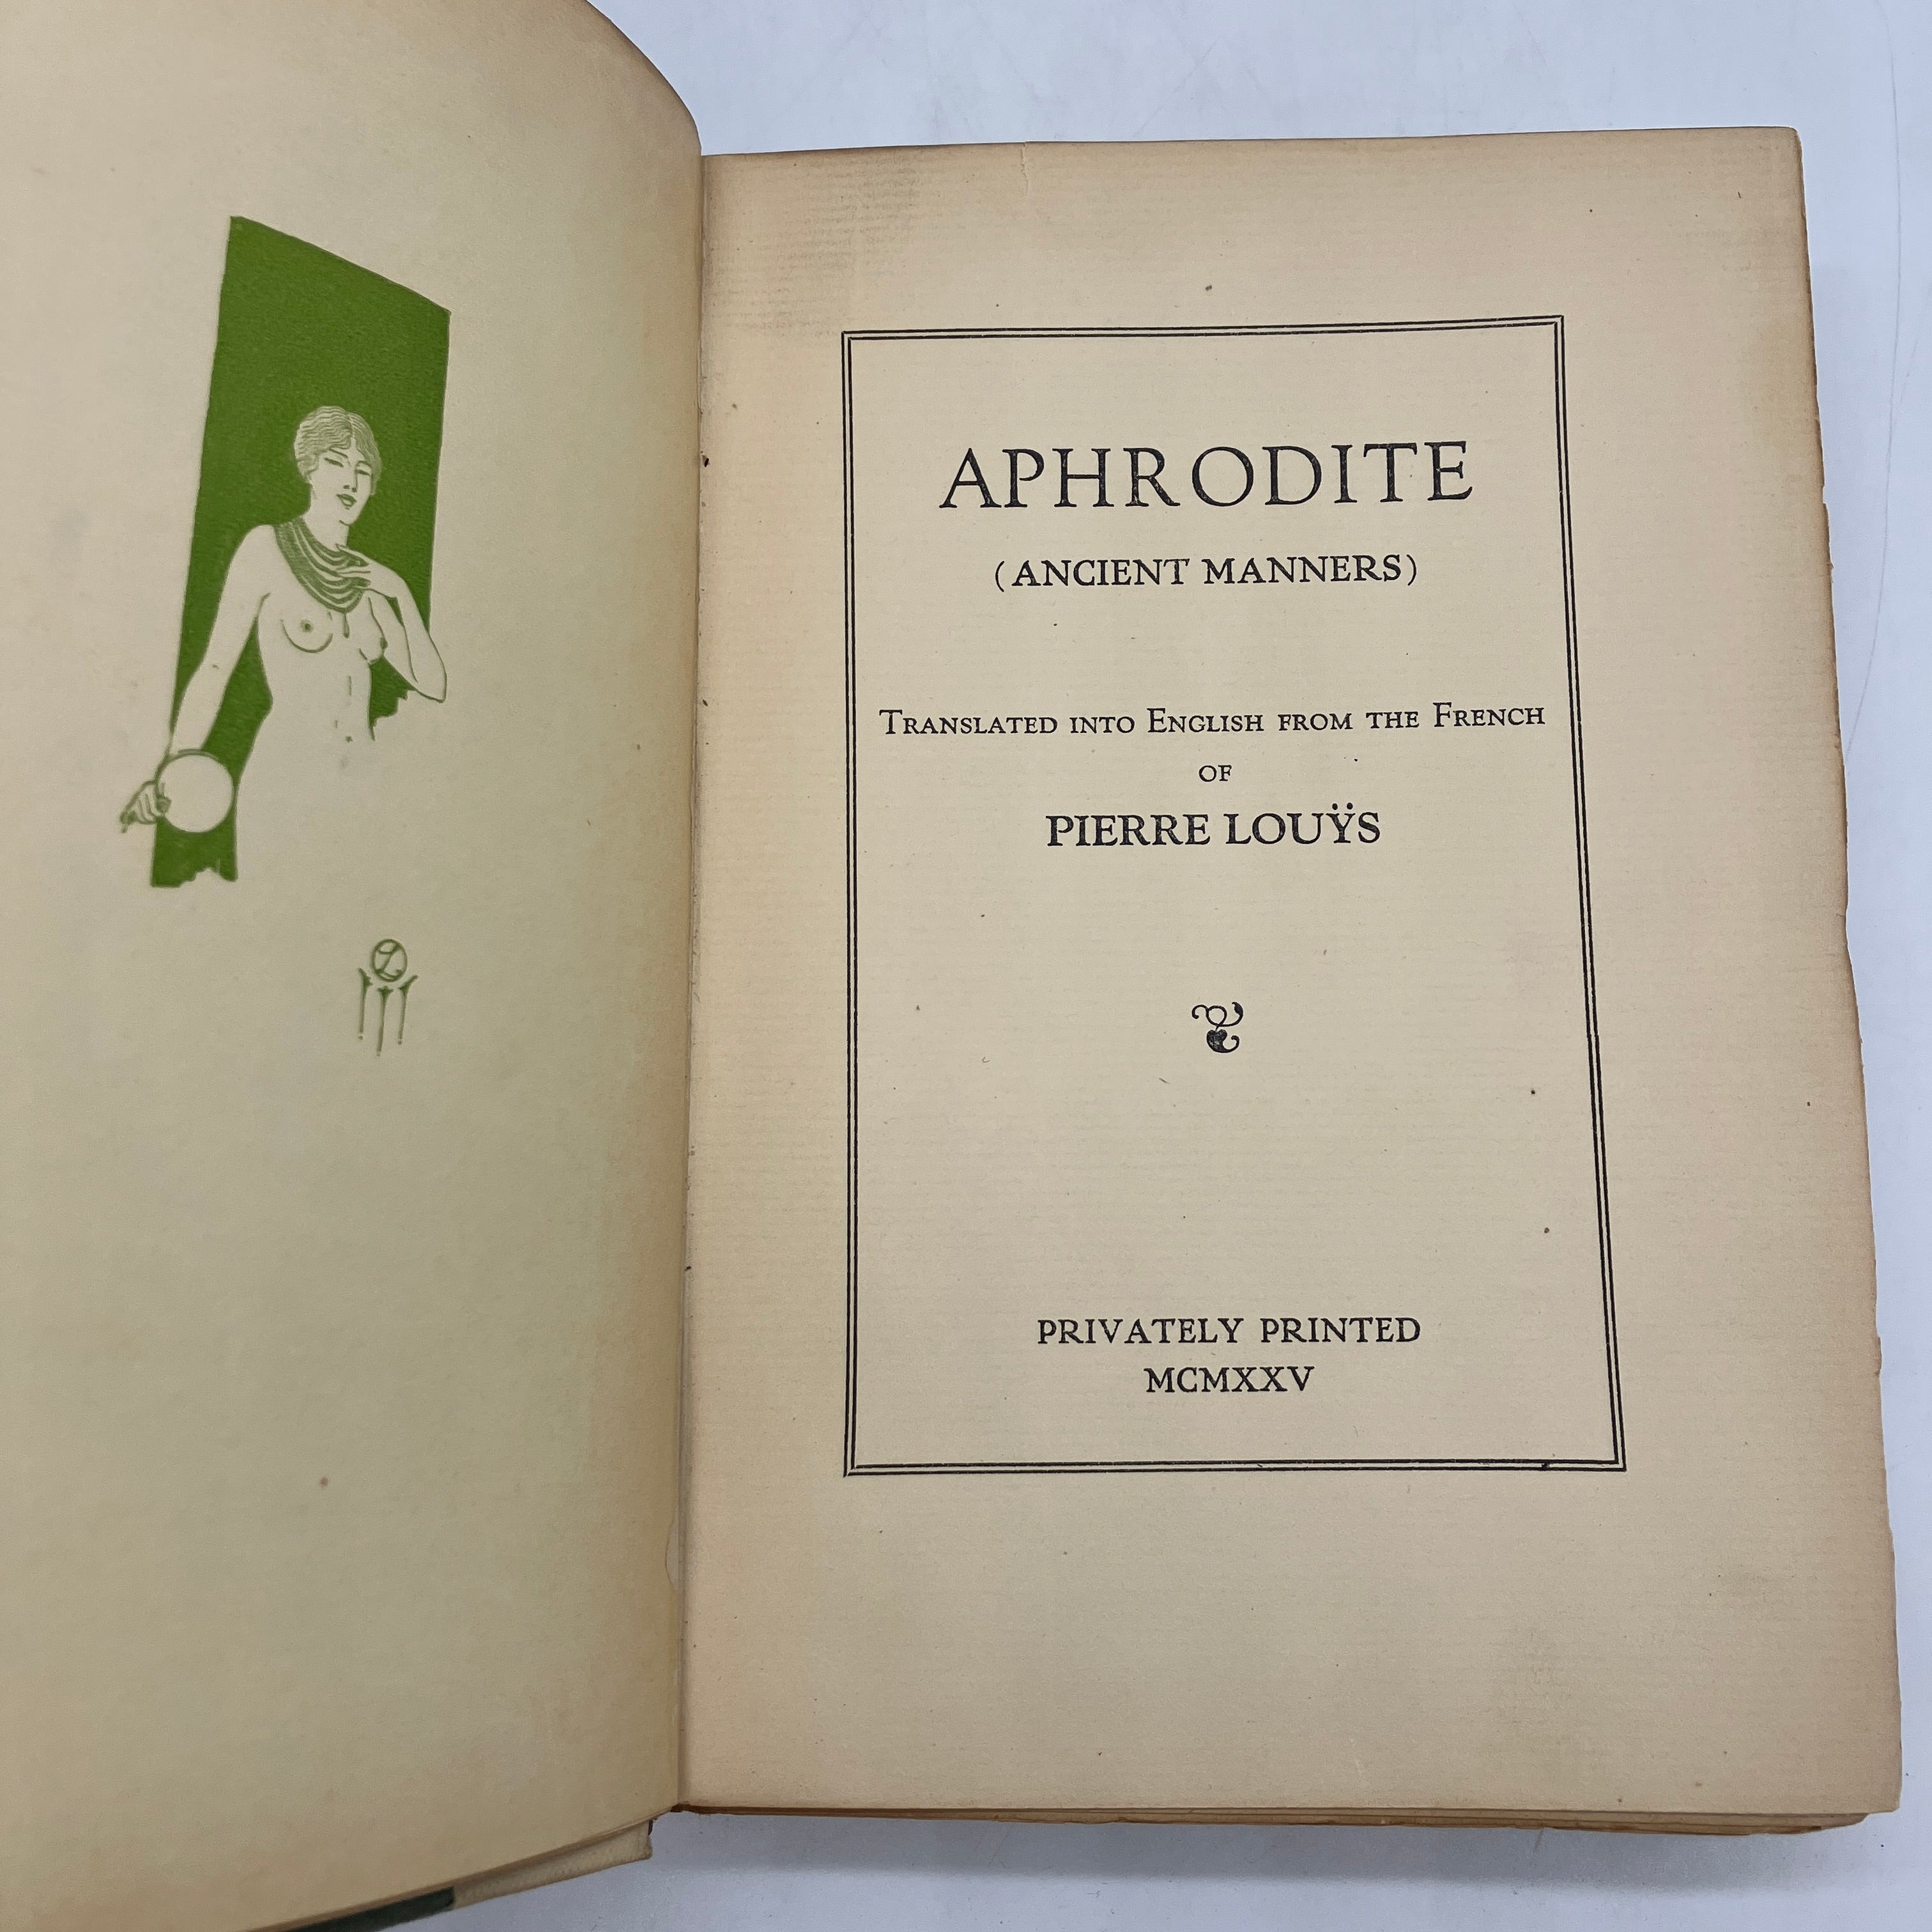 APHRODITE
(ANCIENT MANNERS)
TRANSLATED INTO ENGLISH FROM THE FRENCH
OF
PIERRE LOUŸS
PRIVATELY PRINTED
MCMXXV